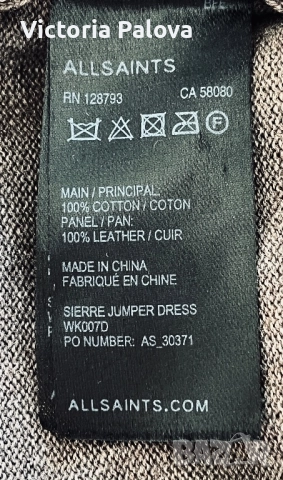 Victoria Palova
ALLSAINTS
RN 128793 CA 58080
MAIN / PRINCIPAL:
100% COTTON / COTON
PANEL / PAN:
100% LEATHER / CUIR
MADE IN CHINA
FABRIQUÉ EN CHINE
SIERRE JUMPER DRESS
WK007D
PO NUMBER: AS_30371
ALLSAINTS.COM